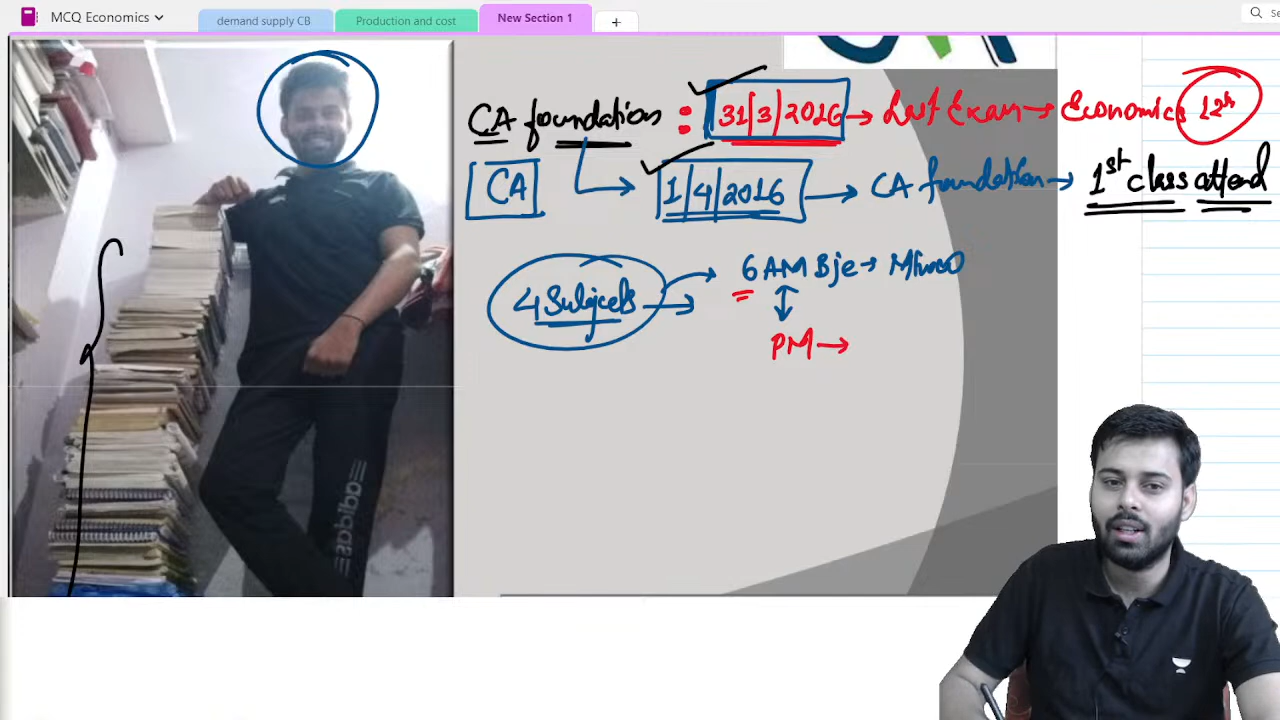 MCQ Economics
demand supply CB
Production and cost
New Section 1
+
CA foundation : 31/3/2016 → Last Exam → Economics 12th
CA
1/4/2016 → CA foundation → 1st class attend
4 Subjects → 6 AM Bje →
PM →
adidas